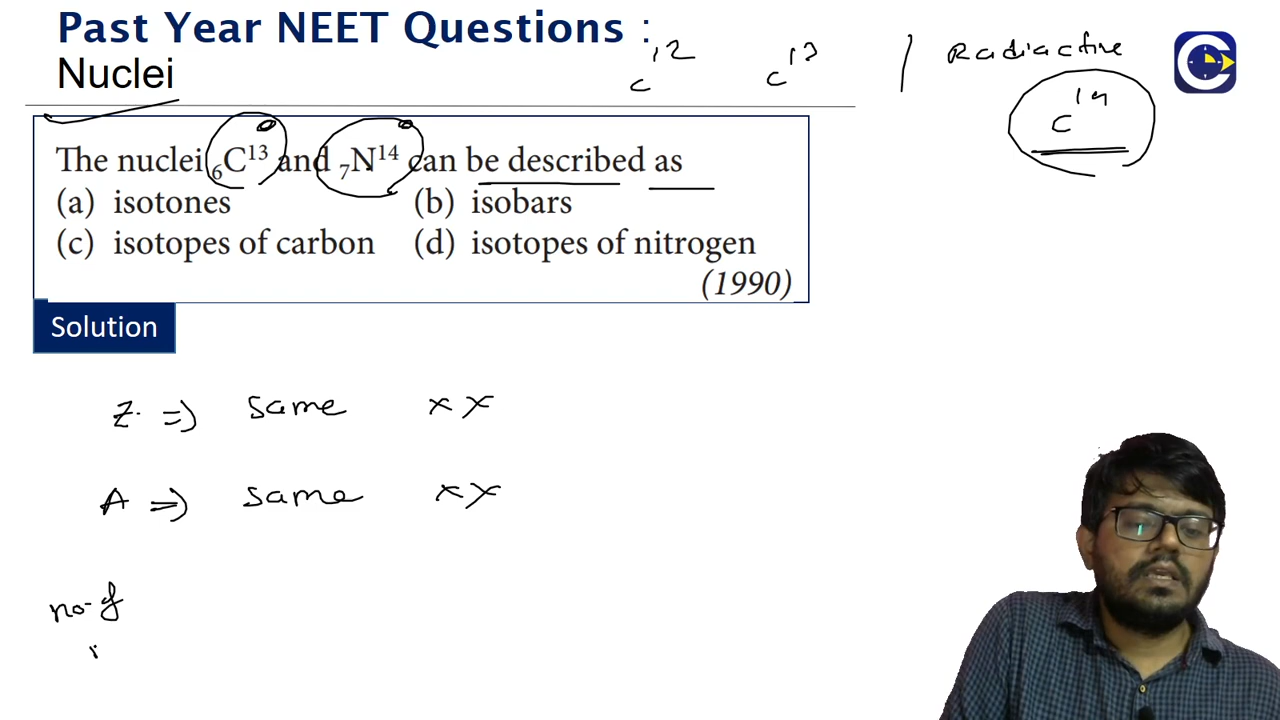 Past Year NEET Questions :
Nuclei
C¹² C¹³ | Radiactive
C¹⁴
The nuclei ₆C¹³ and ₇N¹⁴ can be described as
(a) isotones (b) isobars
(c) isotopes of carbon (d) isotopes of nitrogen
(1990)
Solution
Z ⇒ same ××
A ⇒ same ××
no. of